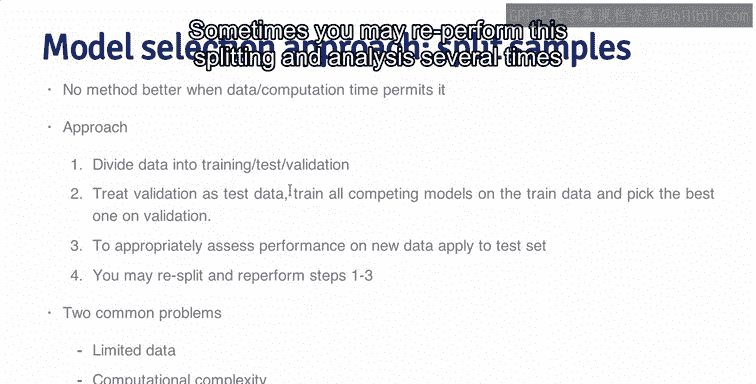 Sometimes you may re-perform this
splitting and analysis several times
Model selection approach: split samples
• No method better when data/computation time permits it
• Approach
1. Divide data into training/test/validation
2. Treat validation as test data, train all competing models on the train data and pick the best
one on validation.
3. To appropriately assess performance on new data apply to test set
4. You may re-split and reperform steps 1-3
• Two common problems
- Limited data
- Computational complexity